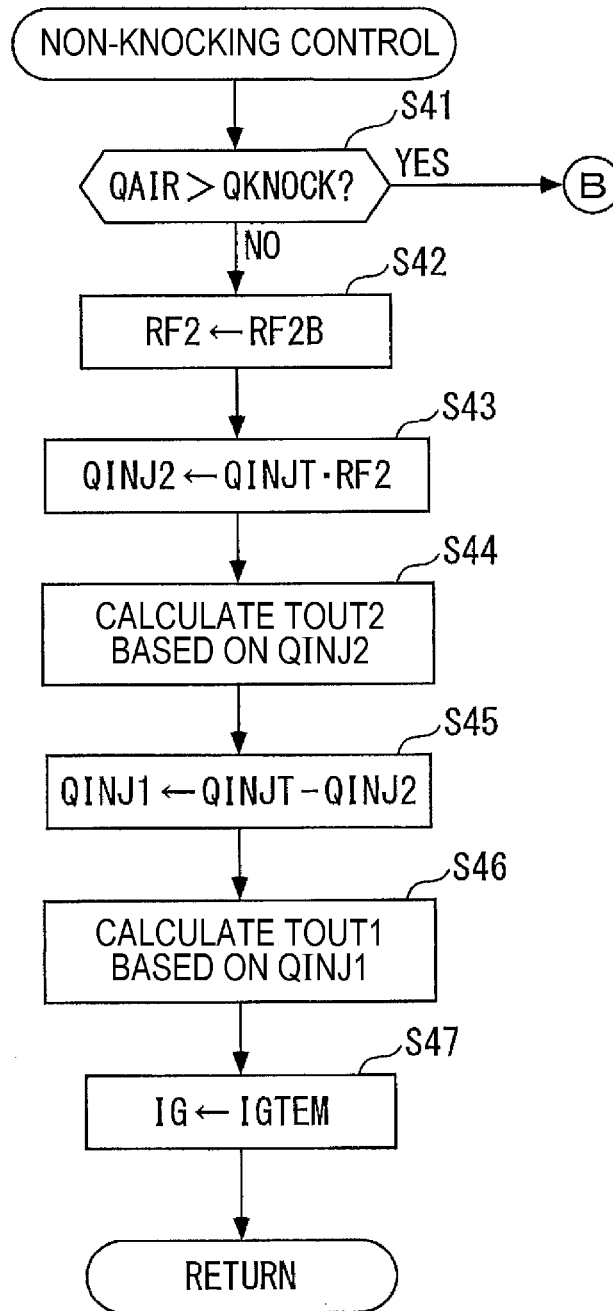 NON-KNOCKING CONTROL
S41
QAIR > QKNOCK?
YES
B
NO
S42
RF2 ← RF2B
S43
QINJ2 ← QINJT · RF2
S44
CALCULATE TOUT2
BASED ON QINJ2
S45
QINJ1 ← QINJT - QINJ2
S46
CALCULATE TOUT1
BASED ON QINJ1
S47
IG ← IGTEM
RETURN